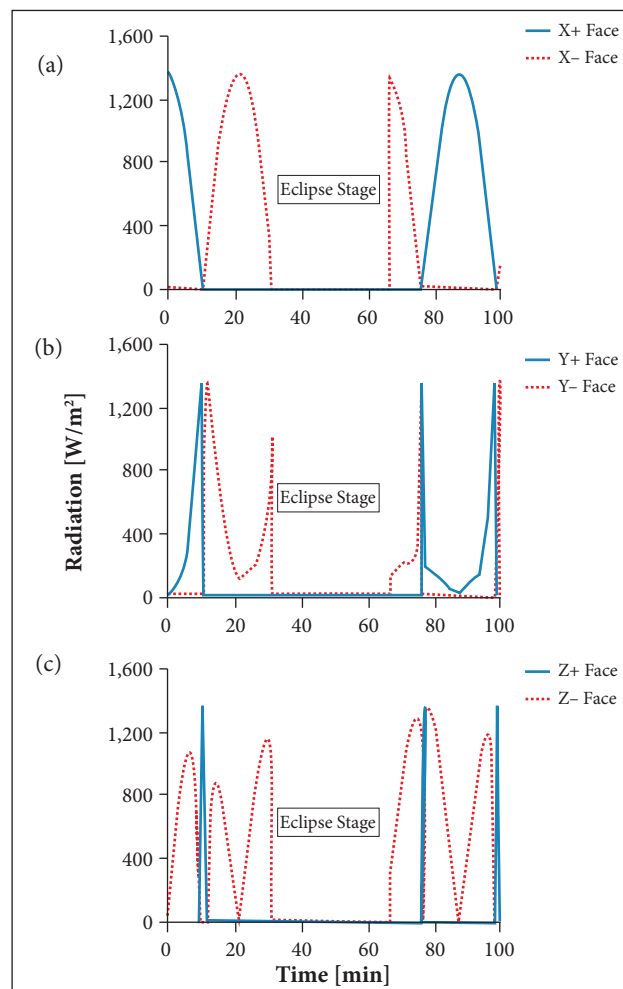 (a)
1,600
1,200
800
400
0
X+ Face
X– Face
Eclipse Stage
0 20 40 60 80 100
(b)
1,600
1,200
800
400
0
Y+ Face
Y– Face
Eclipse Stage
0 20 40 60 80 100
Radiation [W/m²]
(c)
1,600
1,200
800
400
0
Z+ Face
Z– Face
Eclipse Stage
0 20 40 60 80 100
Time [min]